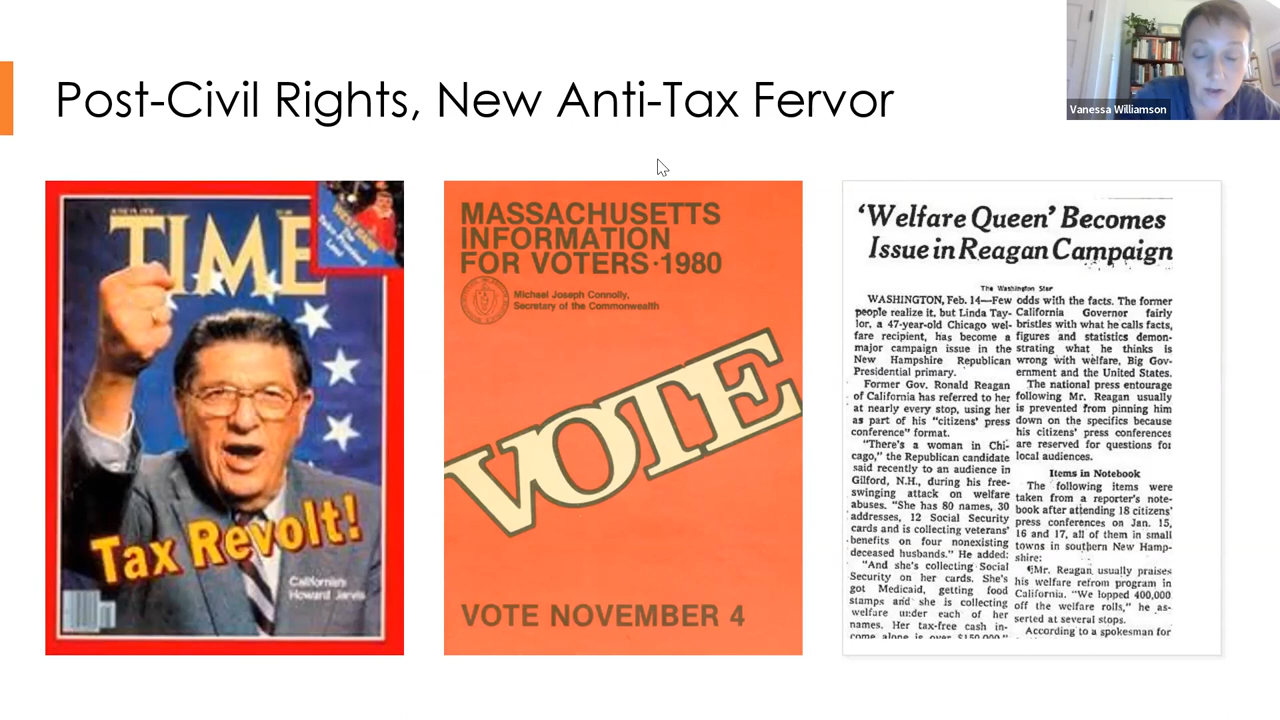 Post-Civil Rights, New Anti-Tax Fervor
Vanessa Williamson
TIME
Tax Revolt!
Californian
Howard Jarvis
MASSACHUSETTS
INFORMATION
FOR VOTERS·1980
Michael Joseph Connolly,
Secretary of the Commonwealth
VOTE
VOTE NOVEMBER 4
‘Welfare Queen’ Becomes
Issue in Reagan Campaign
The Washington Star
WASHINGTON, Feb. 14—Few
people realize it, but Linda Tay-
lor, a 47-year-old Chicago wel-
fare recipient, has become a
major campaign issue in the
New Hampshire Republican
Presidential primary.
Former Gov. Ronald Reagan
of California has referred to her
at nearly every stop, using her
as part of his "citizens' press
conference" format.
"There's a woman in Chi-
cago," the Republican candidate
said recently to an audience in
Gilford, N.H., during his free-
swinging attack on welfare
abuses. "She has 80 names, 30
addresses, 12 Social Security
cards and is collecting veterans'
benefits on four nonexisting
deceased husbands." He added:
"And she's collecting Social
Security on her cards. She's
got Medicaid, getting food
stamps and she is collecting
welfare under each of her
names. Her tax-free cash in-
come alone is over $150,000."
odds with the facts. The former
California Governor fairly
bristles with what he calls facts,
figures and statistics demon-
strating what he thinks is
wrong with welfare, Big Gov-
ernment and the United States.
The national press entourage
following Mr. Reagan usually
is prevented from pinning him
down on the specifics because
his citizens' press conferences
are reserved for questions for
local audiences.
Items in Notebook
The following items were
taken from a reporter's note-
book after attending 18 citizens'
press conferences on Jan. 15,
16 and 17, all of them in small
towns in southern New Hamp-
shire:
¶Mr. Reagan usually praises
his welfare refrom program in
California. "We lopped 400,000
off the welfare rolls," he as-
serted at several stops.
According to a spokesman for